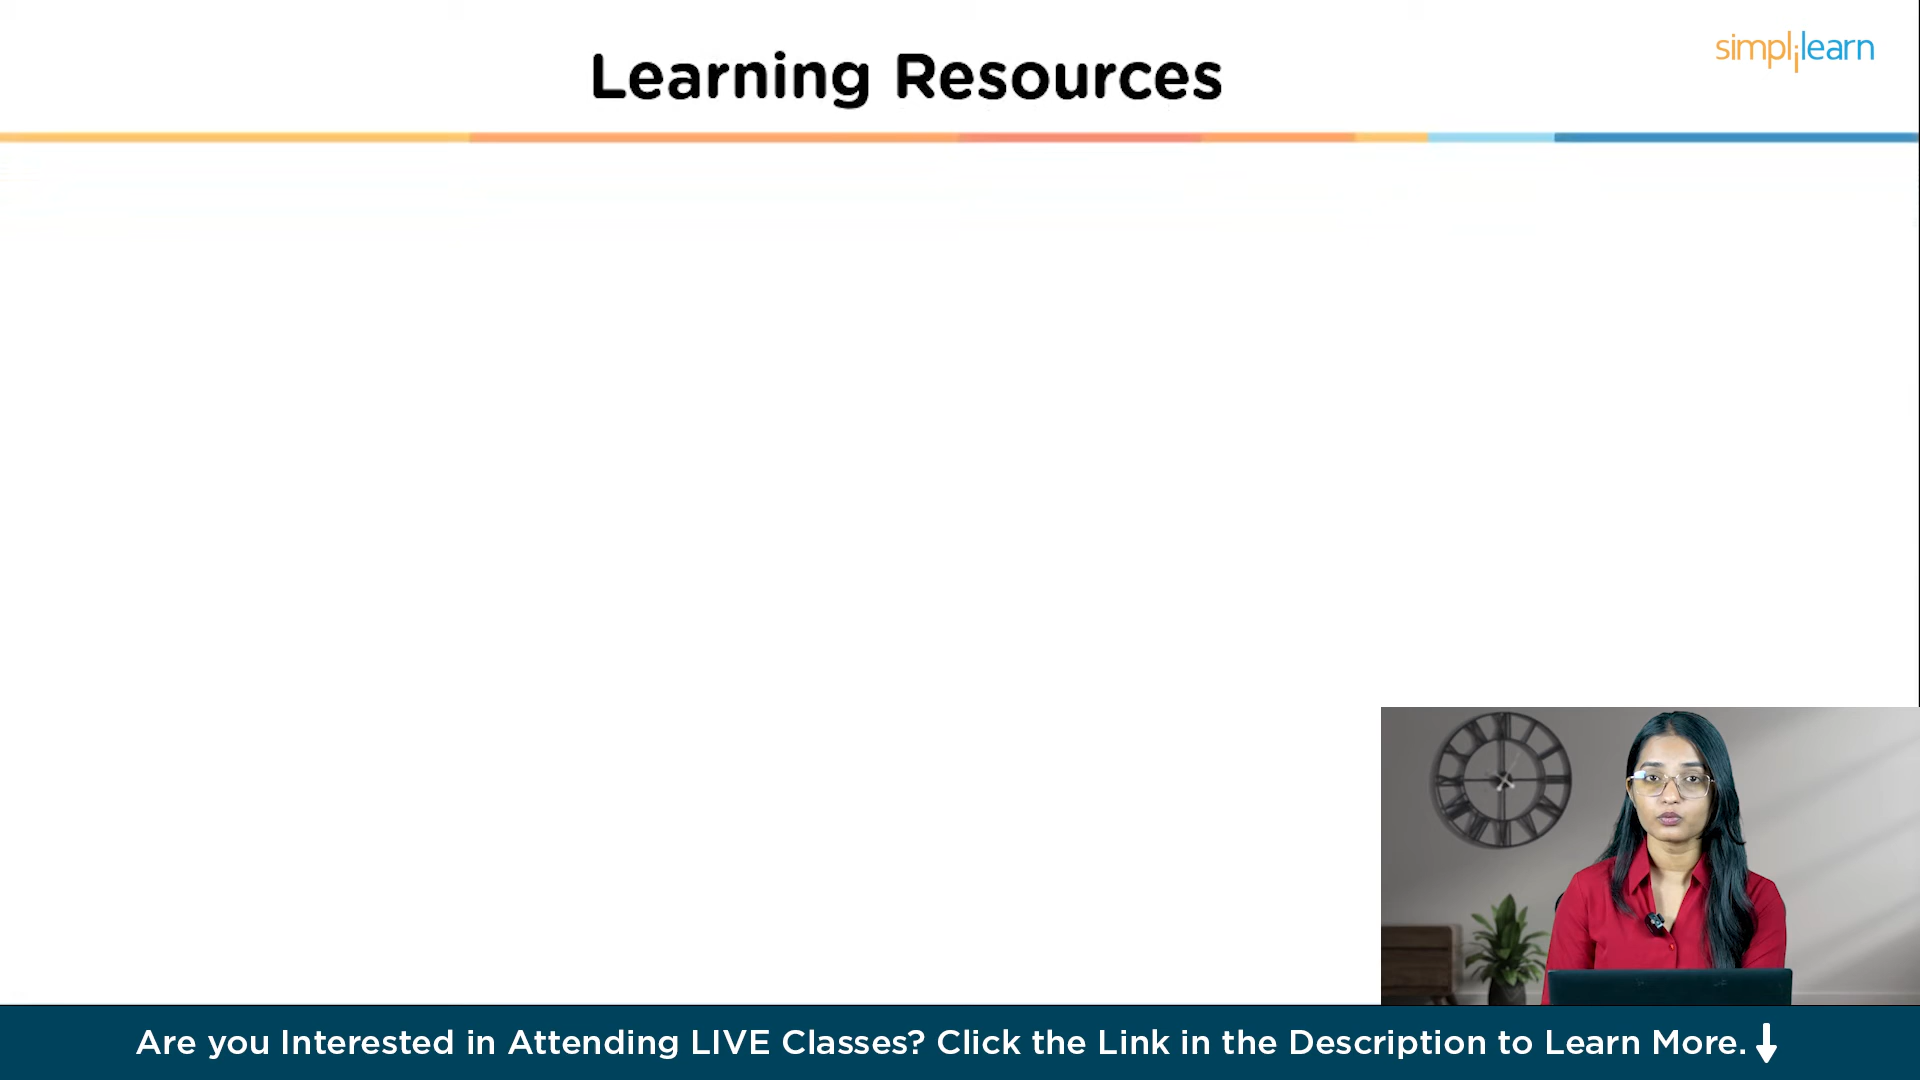 Learning Resources
simplilearn
Are you Interested in Attending LIVE Classes? Click the Link in the Description to Learn More.